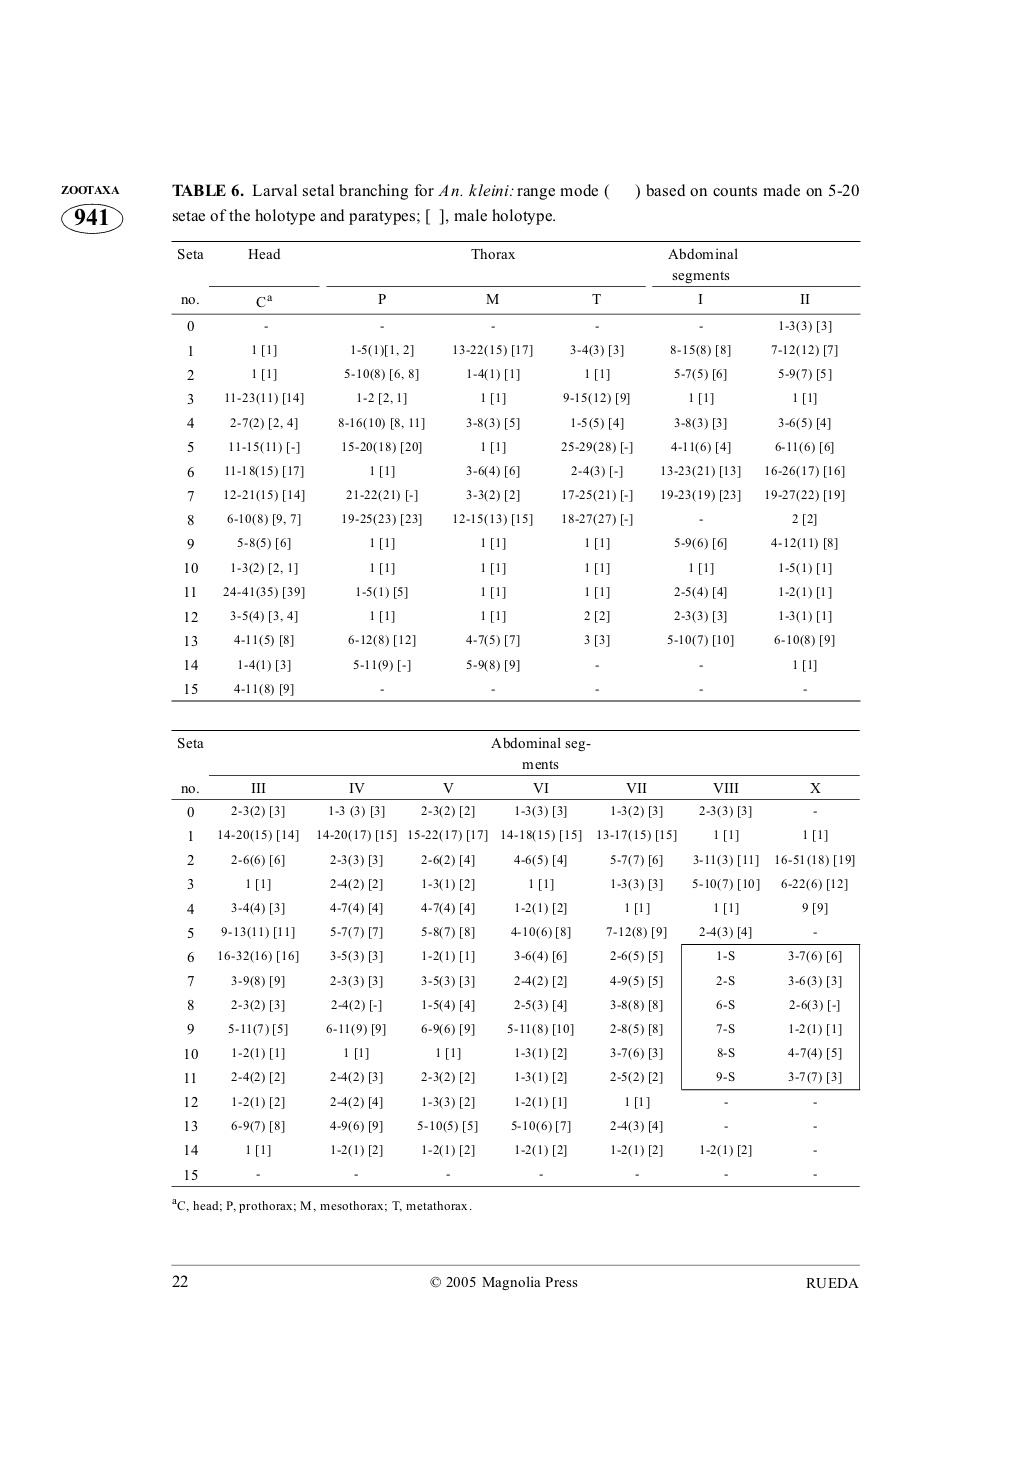 ZOOTAXA
941
TABLE 6. Larval setal branching for An. kleini: range mode ( ) based on counts made on 5-20
setae of the holotype and paratypes; [ ], male holotype.
Seta Head Thorax Abdominal
segments
no. Ca P M T I II
0 - - - - - 1-3(3) [3]
1 1 [1] 1-5(1)[1, 2] 13-22(15) [17] 3-4(3) [3] 8-15(8) [8] 7-12(12) [7]
2 1 [1] 5-10(8) [6, 8] 1-4(1) [1] 1 [1] 5-7(5) [6] 5-9(7) [5]
3 11-23(11) [14] 1-2 [2, 1] 1 [1] 9-15(12) [9] 1 [1] 1 [1]
4 2-7(2) [2, 4] 8-16(10) [8, 11] 3-8(3) [5] 1-5(5) [4] 3-8(3) [3] 3-6(5) [4]
5 11-15(11) [-] 15-20(18) [20] 1 [1] 25-29(28) [-] 4-11(6) [4] 6-11(6) [6]
6 11-18(15) [17] 1 [1] 3-6(4) [6] 2-4(3) [-] 13-23(21) [13] 16-26(17) [16]
7 12-21(15) [14] 21-22(21) [-] 3-3(2) [2] 17-25(21) [-] 19-23(19) [23] 19-27(22) [19]
8 6-10(8) [9, 7] 19-25(23) [23] 12-15(13) [15] 18-27(27) [-] - 2 [2]
9 5-8(5) [6] 1 [1] 1 [1] 1 [1] 5-9(6) [6] 4-12(11) [8]
10 1-3(2) [2, 1] 1 [1] 1 [1] 1 [1] 1 [1] 1-5(1) [1]
11 24-41(35) [39] 1-5(1) [5] 1 [1] 1 [1] 2-5(4) [4] 1-2(1) [1]
12 3-5(4) [3, 4] 1 [1] 1 [1] 2 [2] 2-3(3) [3] 1-3(1) [1]
13 4-11(5) [8] 6-12(8) [12] 4-7(5) [7] 3 [3] 5-10(7) [10] 6-10(8) [9]
14 1-4(1) [3] 5-11(9) [-] 5-9(8) [9] - - 1 [1]
15 4-11(8) [9] - - - - -
Seta Abdominal seg-
ments
no. III IV V VI VII VIII X
0 2-3(2) [3] 1-3 (3) [3] 2-3(2) [2] 1-3(3) [3] 1-3(2) [3] 2-3(3) [3] -
1 14-20(15) [14] 14-20(17) [15] 15-22(17) [17] 14-18(15) [15] 13-17(15) [15] 1 [1] 1 [1]
2 2-6(6) [6] 2-3(3) [3] 2-6(2) [4] 4-6(5) [4] 5-7(7) [6] 3-11(3) [11] 16-51(18) [19]
3 1 [1] 2-4(2) [2] 1-3(1) [2] 1 [1] 1-3(3) [3] 5-10(7) [10] 6-22(6) [12]
4 3-4(4) [3] 4-7(4) [4] 4-7(4) [4] 1-2(1) [2] 1 [1] 1 [1] 9 [9]
5 9-13(11) [11] 5-7(7) [7] 5-8(7) [8] 4-10(6) [8] 7-12(8) [9] 2-4(3) [4] -
6 16-32(16) [16] 3-5(3) [3] 1-2(1) [1] 3-6(4) [6] 2-6(5) [5] 1-S 3-7(6) [6]
7 3-9(8) [9] 2-3(3) [3] 3-5(3) [3] 2-4(2) [2] 4-9(5) [5] 2-S 3-6(3) [3]
8 2-3(2) [3] 2-4(2) [-] 1-5(4) [4] 2-5(3) [4] 3-8(8) [8] 6-S 2-6(3) [-]
9 5-11(7) [5] 6-11(9) [9] 6-9(6) [9] 5-11(8) [10] 2-8(5) [8] 7-S 1-2(1) [1]
10 1-2(1) [1] 1 [1] 1 [1] 1-3(1) [2] 3-7(6) [3] 8-S 4-7(4) [5]
11 2-4(2) [2] 2-4(2) [3] 2-3(2) [2] 1-3(1) [2] 2-5(2) [2] 9-S 3-7(7) [3]
12 1-2(1) [2] 2-4(2) [4] 1-3(3) [2] 1-2(1) [1] 1 [1] - -
13 6-9(7) [8] 4-9(6) [9] 5-10(5) [5] 5-10(6) [7] 2-4(3) [4] - -
14 1 [1] 1-2(1) [2] 1-2(1) [2] 1-2(1) [2] 1-2(1) [2] 1-2(1) [2] -
15 - - - - - - -
aC, head; P, prothorax; M, mesothorax; T, metathorax.
22 © 2005 Magnolia Press RUEDA